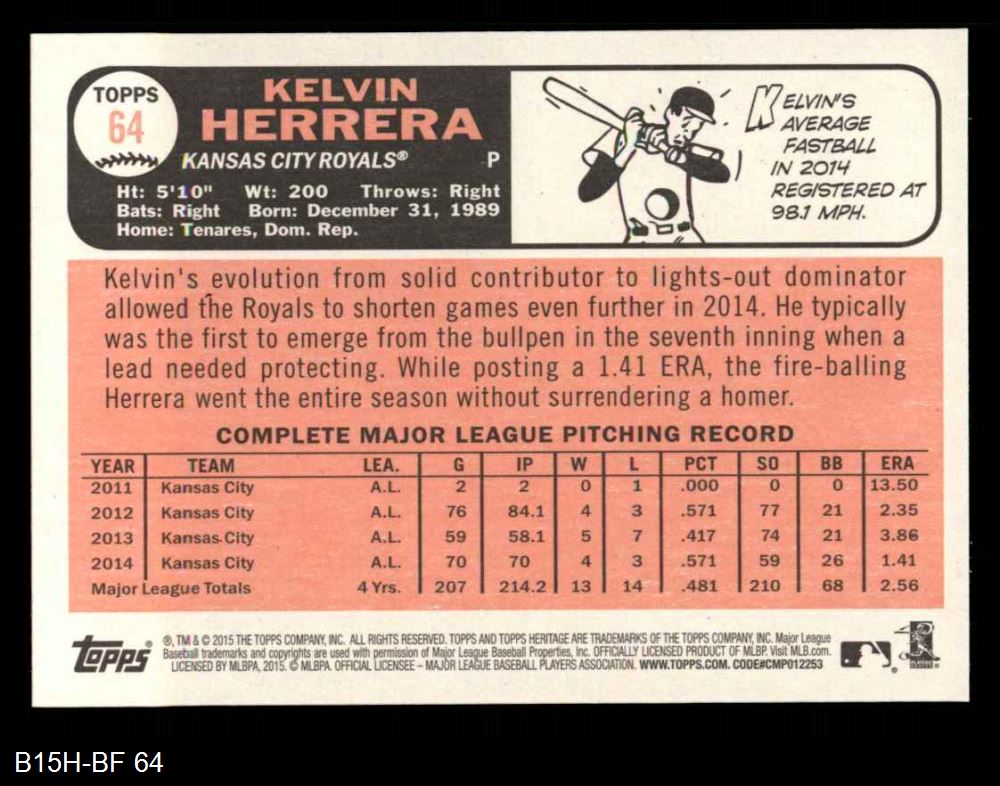 TOPPS
64
KELVIN
HERRERA
KANSAS CITY ROYALS® P
Ht: 5'10" Wt: 200 Throws: Right
Bats: Right Born: December 31, 1989
Home: Tenares, Dom. Rep.
KELVIN'S
AVERAGE
FASTBALL
IN 2014
REGISTERED AT
98.1 MPH.
Kelvin's evolution from solid contributor to lights-out dominator
allowed the Royals to shorten games even further in 2014. He typically
was the first to emerge from the bullpen in the seventh inning when a
lead needed protecting. While posting a 1.41 ERA, the fire-balling
Herrera went the entire season without surrendering a homer.
COMPLETE MAJOR LEAGUE PITCHING RECORD
YEAR TEAM LEA. G IP W L PCT SO BB ERA
2011 Kansas City A.L. 2 2 0 1 .000 0 0 13.50
2012 Kansas City A.L. 76 84.1 4 3 .571 77 21 2.35
2013 Kansas City A.L. 59 58.1 5 7 .417 74 21 3.86
2014 Kansas City A.L. 70 70 4 3 .571 59 26 1.41
Major League Totals 4 Yrs. 207 214.2 13 14 .481 210 68 2.56
Topps®
®, TM & © 2015 THE TOPPS COMPANY, INC. ALL RIGHTS RESERVED. TOPPS AND TOPPS HERITAGE ARE TRADEMARKS OF THE TOPPS COMPANY, INC. Major League
Baseball trademarks and copyrights are used with permission of Major League Baseball Properties, Inc. OFFICIALLY LICENSED PRODUCT OF MLBP. Visit MLB.com.
LICENSED BY MLBPA, 2015. © MLBPA. OFFICIAL LICENSEE – MAJOR LEAGUE BASEBALL PLAYERS ASSOCIATION. WWW.TOPPS.COM. CODE#CMP012253
B15H-BF 64